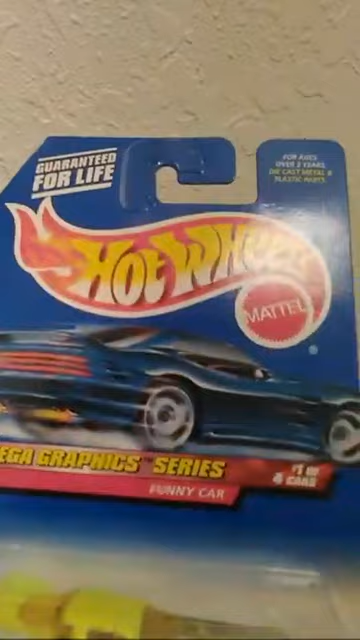 GUARANTEED
FOR LIFE
FOR AGES
OVER 3 YEARS
DIE CAST METAL &
PLASTIC PARTS
HOT WHEELS
MATTEL
®
EGA GRAPHICS™ SERIES
#1 OF
4 CARS
FUNNY CAR